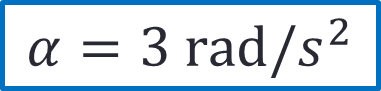 α = 3 rad/s²